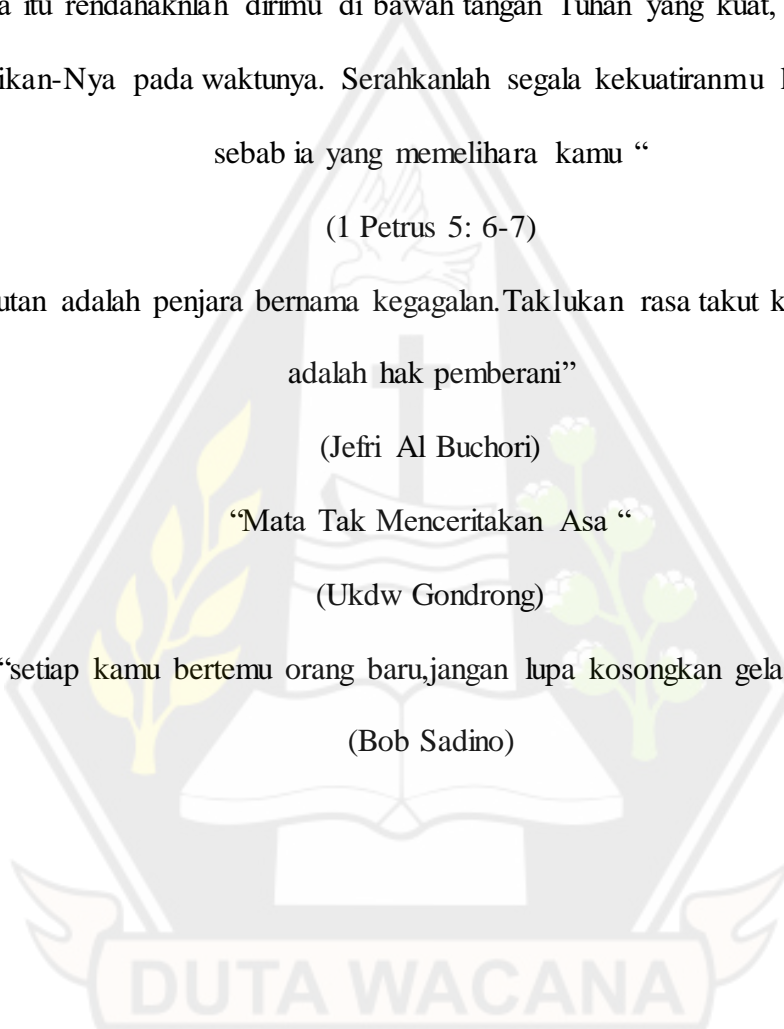 itu rendahaknlah dirimu di bawah tangan Tuhan yang kuat,
ikan-Nya pada waktunya. Serahkanlah segala kekuatiranmu
sebab ia yang memelihara kamu “
(1 Petrus 5: 6-7)
utan adalah penjara bernama kegagalan.Taklukan rasa takut
adalah hak pemberani”
(Jefri Al Buchori)
“Mata Tak Menceritakan Asa “
(Ukdw Gondrong)
“setiap kamu bertemu orang baru,jangan lupa kosongkan gela
(Bob Sadino)
DUTA WACANA